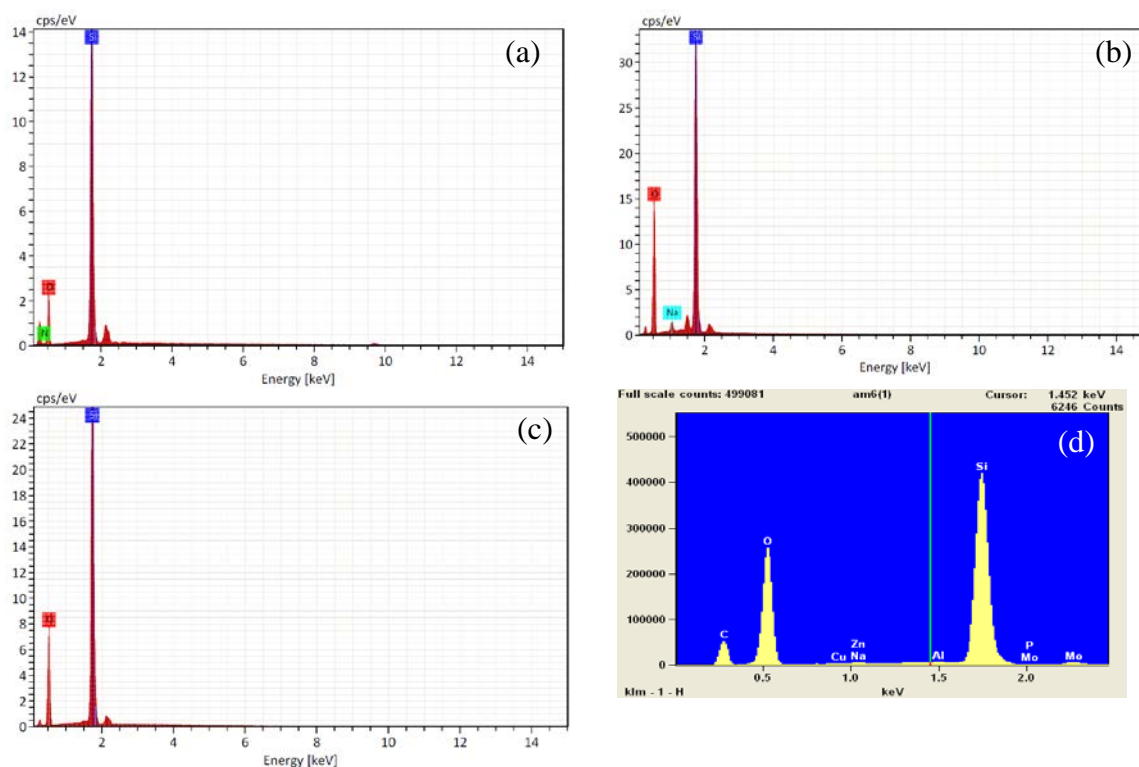 cps/eV
14
12
10
8
6
4
2
0
Si
O
N
(a)
2 4 6 8 10 12 14
Energy [keV]
cps/eV
30
25
20
15
10
5
0
Si
O
Na
(b)
2 4 6 8 10 12 14
Energy [keV]
cps/eV
24
22
20
18
16
14
12
10
8
6
4
2
0
Si
(c)
0 2 4 6 8 10 12 14
Energy [keV]
Full scale counts: 499081 am6(1) Cursor: 1.452 keV
6246 Counts
500000
400000
300000
200000
100000
0
(d)
Si
O
C
Zn
Cu Na Al
P
Mo Mo
0.5 1.0 1.5 2.0
klm - 1 - H keV